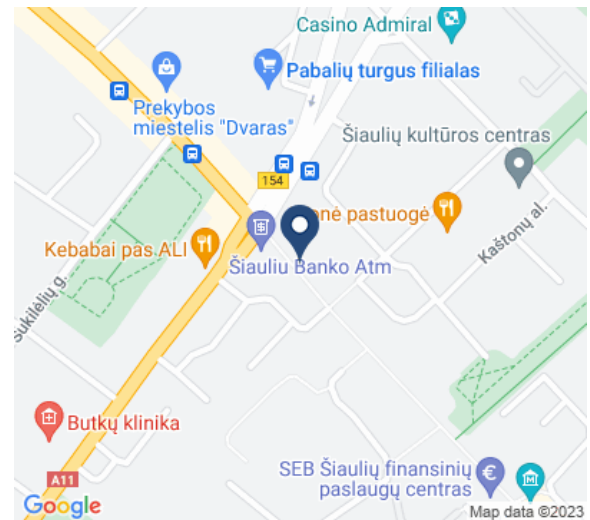 Casino Admiral
Pabalių turgus filialas
Prekybos
miestelis "Dvaras"
Šiaulių kultūros centras
154
onė pastuogė
Kaštonų al.
Kebabai pas ALI
Šiauliu Banko Atm
Sukilėlių g.
Butkų klinika
A11
SEB Šiaulių finansinių
paslaugų centras
Google
Map data ©2023